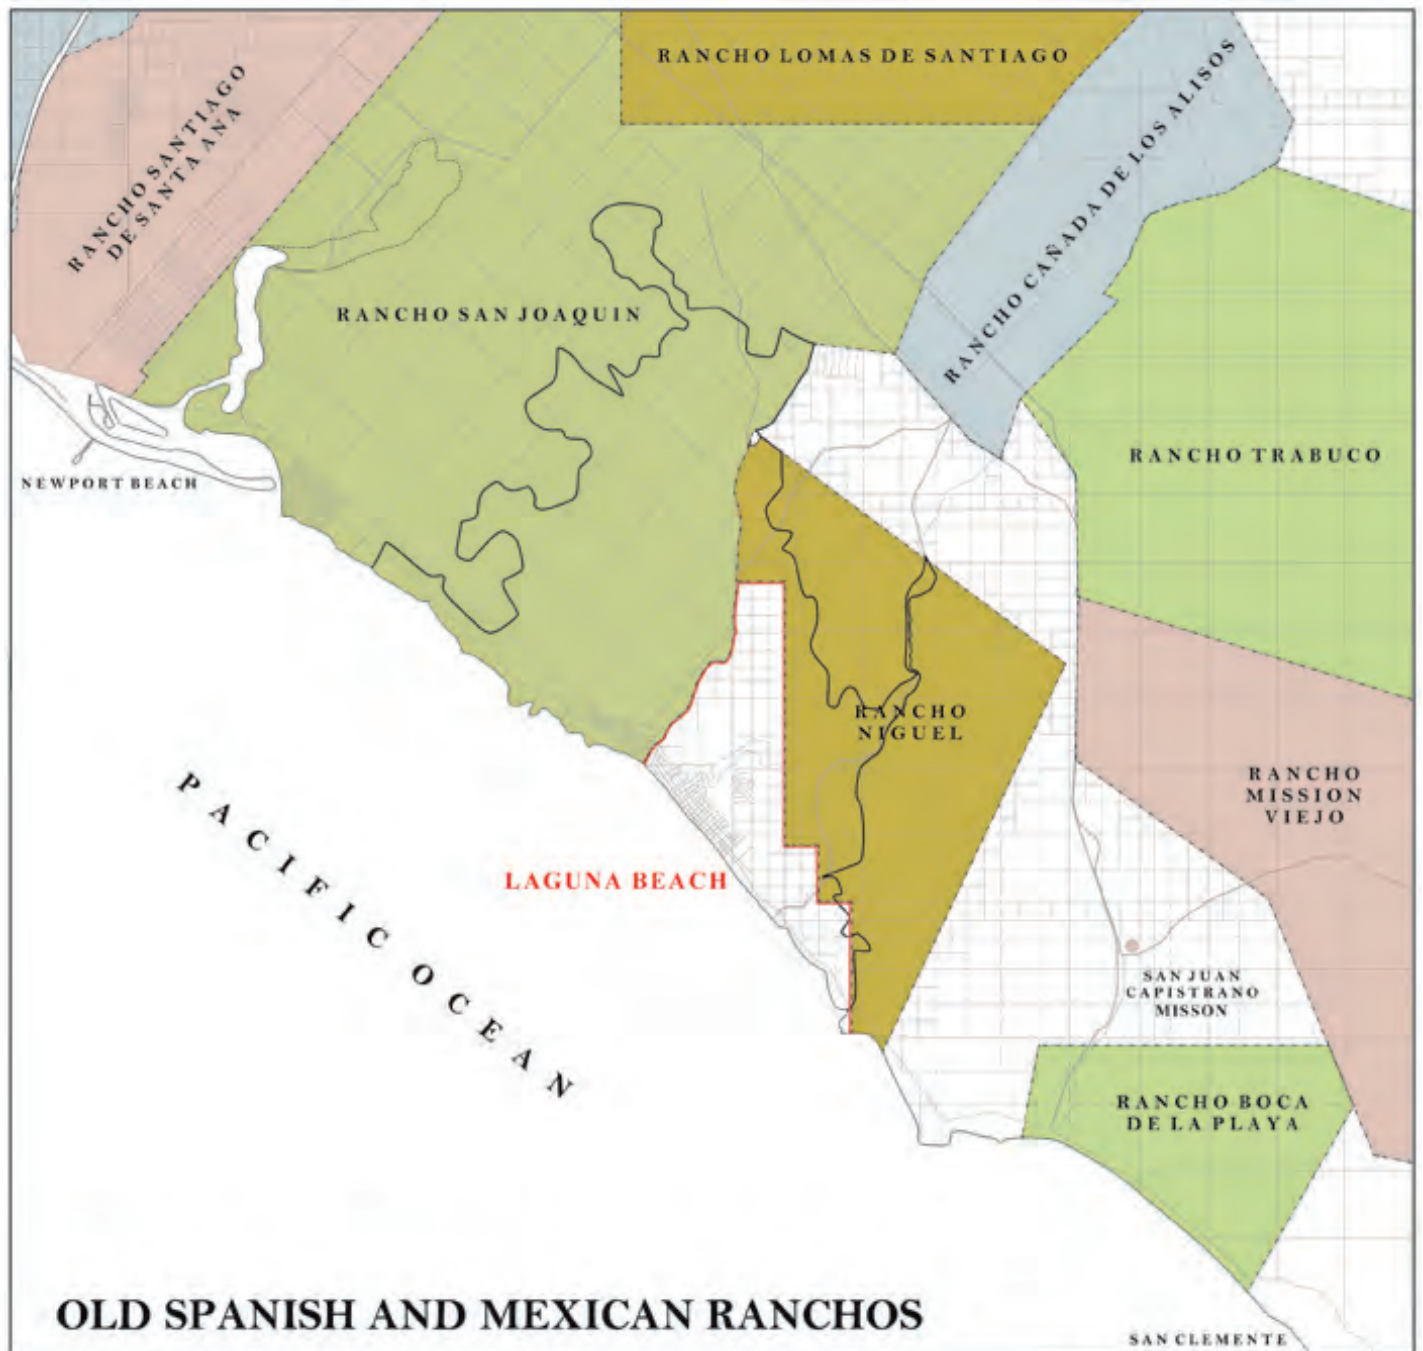 RANCHO LOMAS DE SANTIAGO
RANCHO SANTIAGO
DE SANTA ANA
RANCHO CAÑADA DE LOS ALISOS
RANCHO SAN JOAQUIN
RANCHO TRABUCO
NEWPORT BEACH
RANCHO
NIGUEL
RANCHO
MISSION
VIEJO
PACIFIC OCEAN
LAGUNA BEACH
SAN JUAN
CAPISTRANO
MISSON
RANCHO BOCA
DE LA PLAYA
OLD SPANISH AND MEXICAN RANCHOS
SAN CLEMENTE